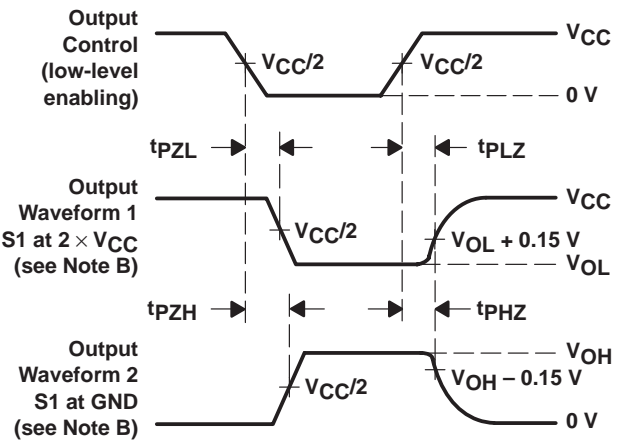 Output
Control
(low-level
enabling)
VCC
VCC/2
VCC/2
0 V
tPZL
tPLZ
Output
Waveform 1
S1 at 2 × VCC
(see Note B)
VCC
VCC/2
VOL + 0.15 V
VOL
tPZH
tPHZ
Output
Waveform 2
S1 at GND
(see Note B)
VOH
VCC/2
VOH – 0.15 V
0 V